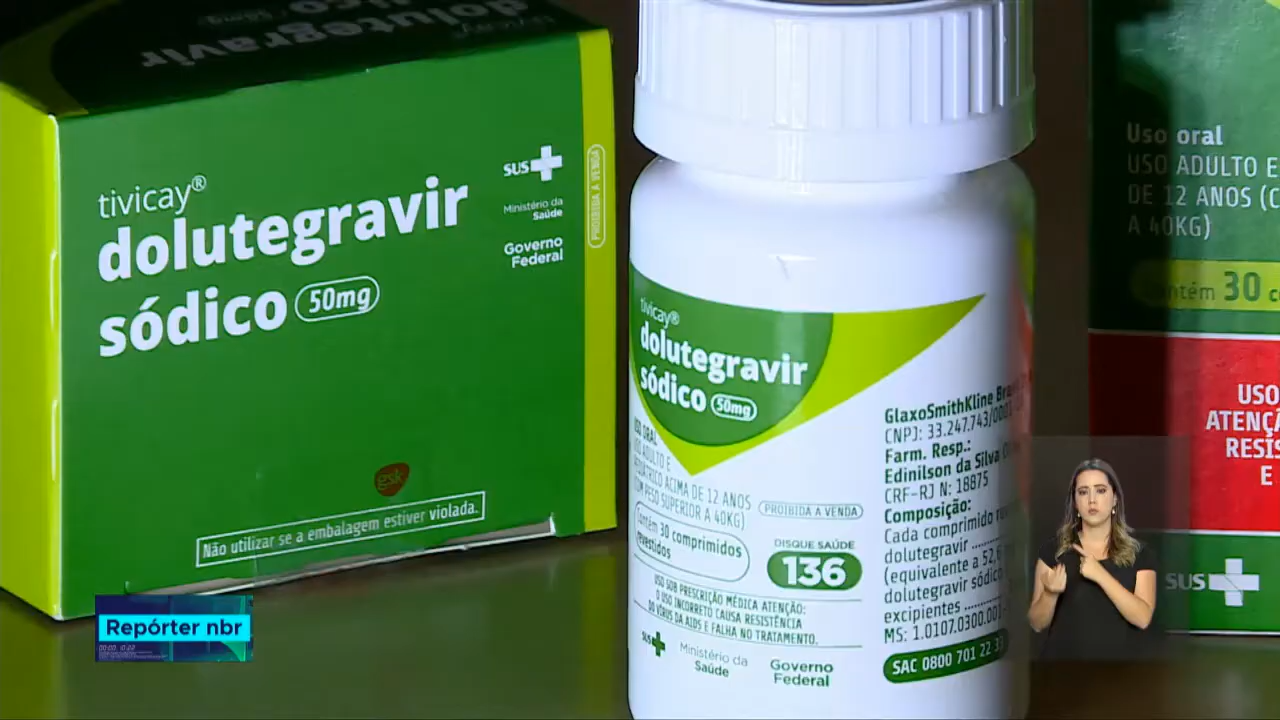 tivicay®
dolutegravir
sódico 50mg
SUS
Ministério da
Saúde
Governo
Federal
PROIBIDA A VENDA
gsk
Não utilizar se a embalagem estiver violada.
tivicay®
dolutegravir
sódico 50mg
USO ORAL
USO ADULTO E
PEDIÁTRICO ACIMA DE 12 ANOS
(COM PESO SUPERIOR A 40KG)
PROIBIDA A VENDA
Contém 30 comprimidos
revestidos
DISQUE SAÚDE
136
USO SOB PRESCRIÇÃO MÉDICA ATENÇÃO:
O USO INCORRETO CAUSA RESISTÊNCIA
DO VÍRUS DA AIDS E FALHA NO TRATAMENTO.
SUS
Ministério da
Saúde
Governo
Federal
GlaxoSmithKline
CNPJ: 33.247.743/
Farm. Resp.:
Edinilson da Silva
CRF-RJ N: 18875
Composição:
Cada comprimido
dolutegravir
(equivalente a 52,6
dolutegravir sódico
excipientes
MS: 1.0107.0300.001-
SAC 0800 701 22 33
Uso oral
USO ADULTO E
DE 12 ANOS (C
A 40KG)
30
USO
ATENÇ
RESIS
E
SUS
Repórter nbr